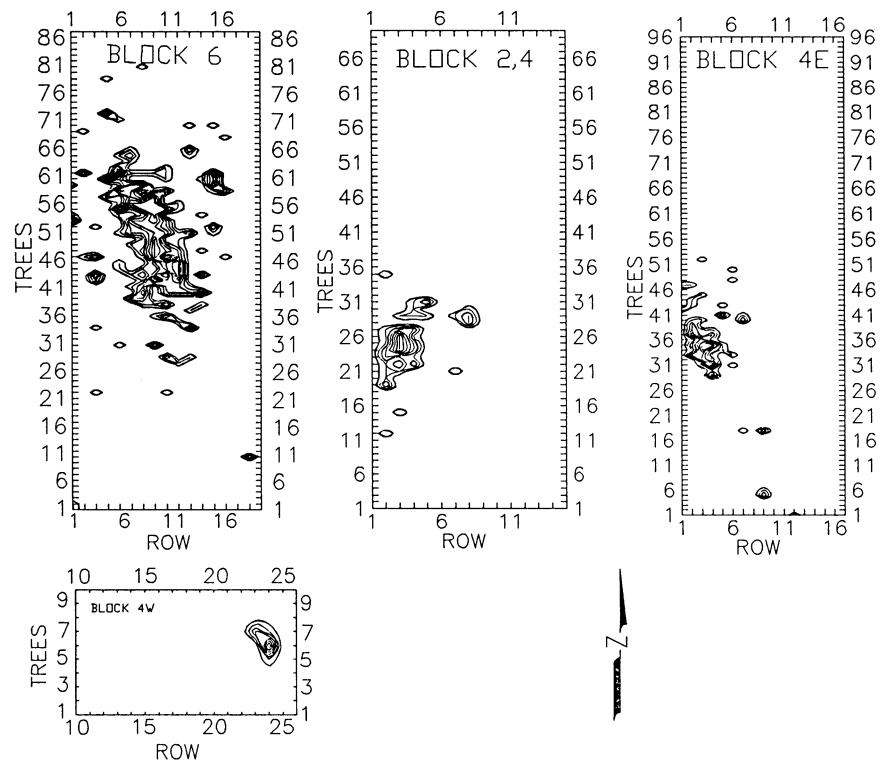 1 6 11 16
1 6 11
1 6 11 16
BLOCK 6
BLOCK 2,4
BLOCK 4E
TREES
86 81 76 71 66 61 56 51 46 41 36 31 26 21 16 11 6 1
86 81 76 71 66 61 56 51 46 41 36 31 26 21 16 11 6 1
TREES
66 61 56 51 46 41 36 31 26 21 16 11 6 1
66 61 56 51 46 41 36 31 26 21 16 11 6 1
TREES
96 91 86 81 76 71 66 61 56 51 46 41 36 31 26 21 16 11 6 1
96 91 86 81 76 71 66 61 56 51 46 41 36 31 26 21 16 11 6 1
1 6 11 16
ROW
1 6 11
ROW
1 6 11 16
ROW
10 15 20 25
BLOCK 4W
TREES
9 7 5 3 1
9 7 5 3 1
10 15 20 25
ROW
N